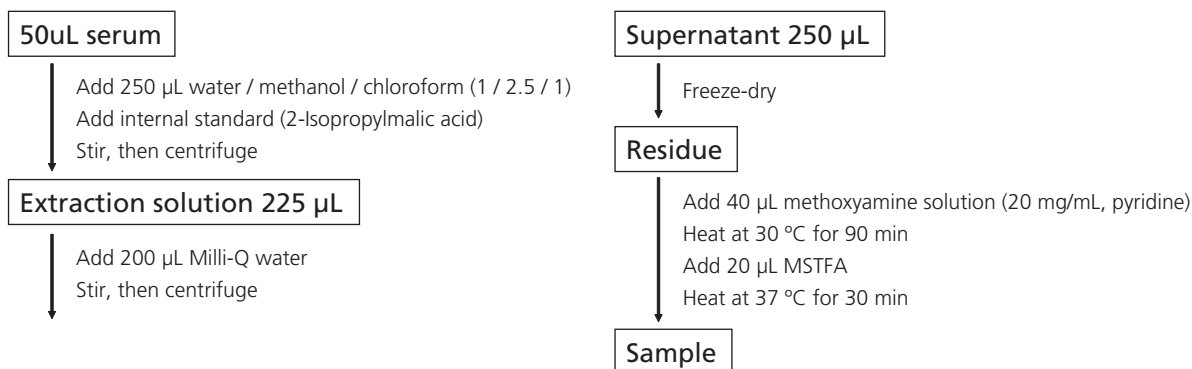 50uL serum
Add 250 µL water / methanol / chloroform (1 / 2.5 / 1)
Add internal standard (2-Isopropylmalic acid)
Stir, then centrifuge
Extraction solution 225 µL
Add 200 µL Milli-Q water
Stir, then centrifuge
Supernatant 250 µL
Freeze-dry
Residue
Add 40 µL methoxyamine solution (20 mg/mL, pyridine)
Heat at 30 ºC for 90 min
Add 20 µL MSTFA
Heat at 37 ºC for 30 min
Sample